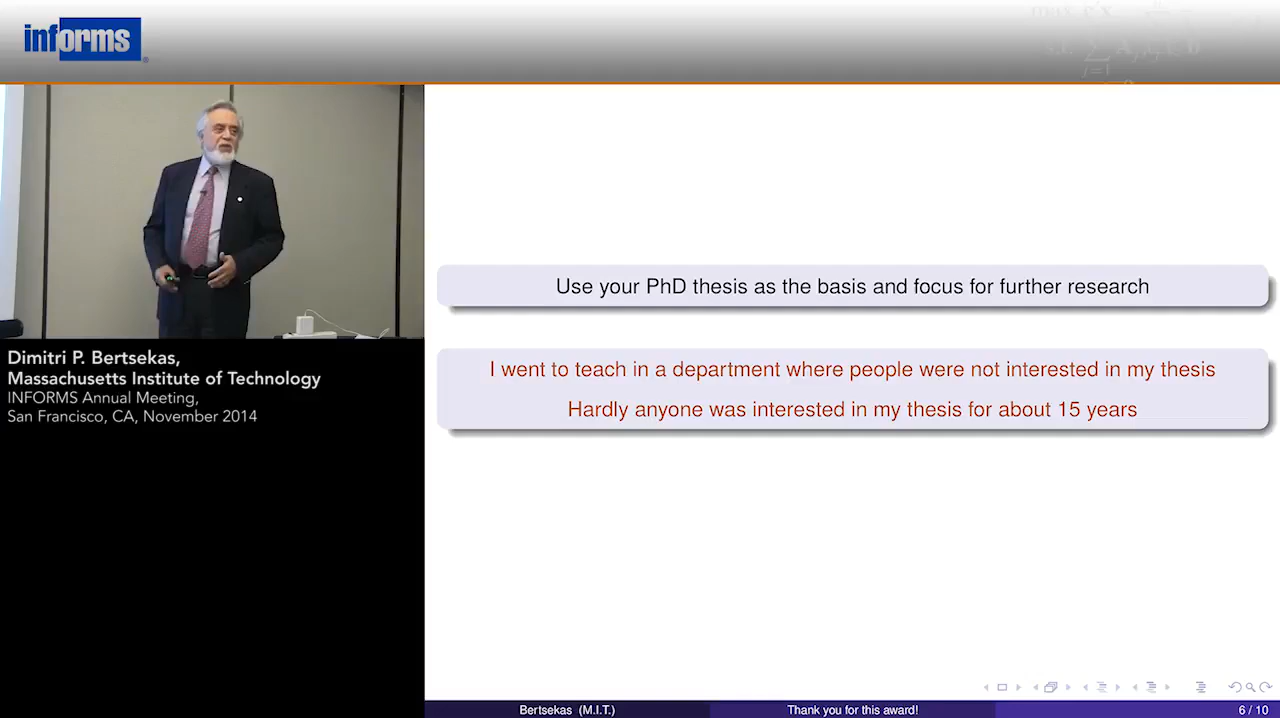 informs
Dimitri P. Bertsekas,
Massachusetts Institute of Technology
INFORMS Annual Meeting,
San Francisco, CA, November 2014
Use your PhD thesis as the basis and focus for further research
I went to teach in a department where people were not interested in my thesis
Hardly anyone was interested in my thesis for about 15 years
Bertsekas (M.I.T.)
Thank you for this award!
6 / 10